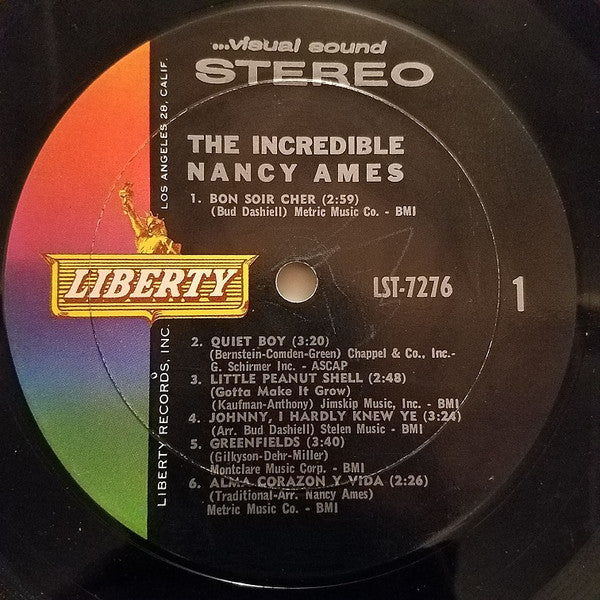 ...visual sound
STEREO
THE INCREDIBLE
NANCY AMES
1. BON SOIR CHER (2:59)
(Bud Dashiell) Metric Music Co. - BMI
LIBERTY
LST-7276
1
2. QUIET BOY (3:20)
(Bernstein-Comden-Green) Chappel & Co., Inc.-
G. Schirmer Inc. - ASCAP
3. LITTLE PEANUT SHELL (2:48)
(Gotta Make It Grow)
(Kaufman-Anthony) Jimskip Music, Inc. - BMI
4. JOHNNY, I HARDLY KNEW YE (3:24)
(Arr. Bud Dashiell) Stelen Music - BMI
5. GREENFIELDS (3:40)
(Gilkyson-Dehr-Miller)
Montclare Music Corp. - BMI
6. ALMA CORAZON Y VIDA (2:26)
(Traditional-Arr. Nancy Ames)
Metric Music Co. - BMI
LIBERTY RECORDS, INC. LOS ANGELES 28, CALIF.